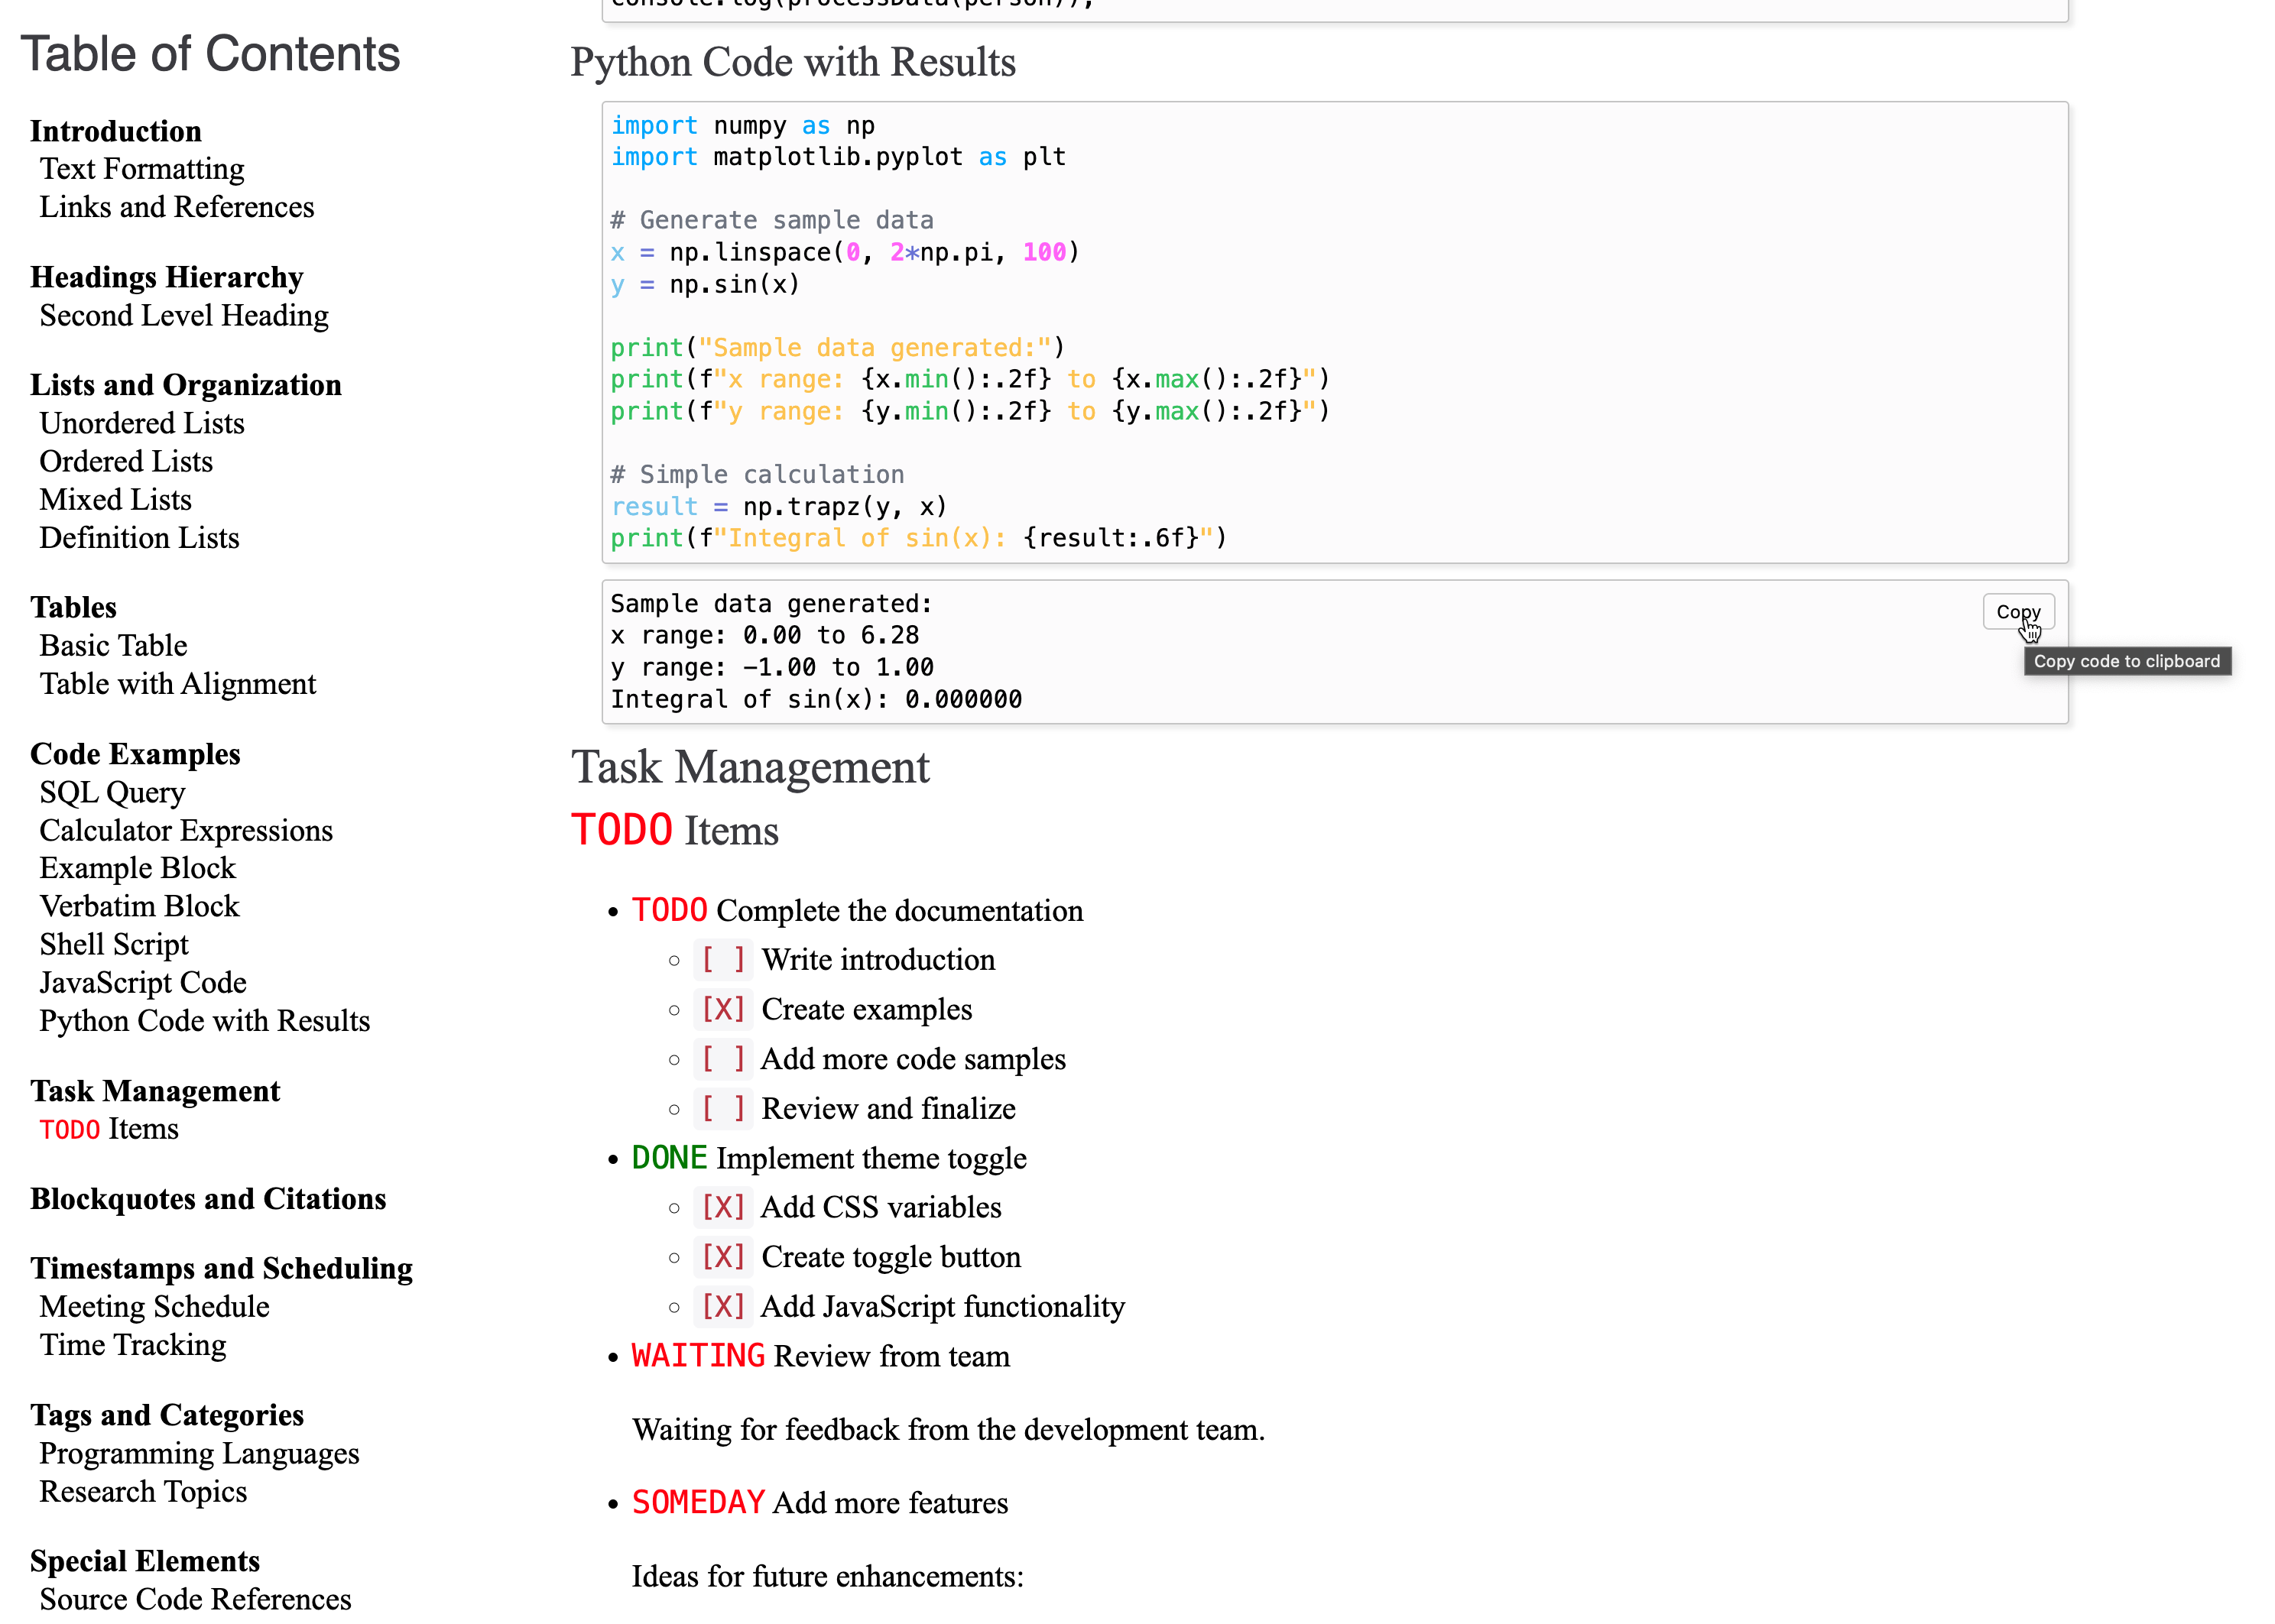 Table of Contents
Introduction
Text Formatting
Links and References
Headings Hierarchy
Second Level Heading
Lists and Organization
Unordered Lists
Ordered Lists
Mixed Lists
Definition Lists
Tables
Basic Table
Table with Alignment
Code Examples
SQL Query
Calculator Expressions
Example Block
Verbatim Block
Shell Script
JavaScript Code
Python Code with Results
Task Management
TODO Items
Blockquotes and Citations
Timestamps and Scheduling
Meeting Schedule
Time Tracking
Tags and Categories
Programming Languages
Research Topics
Special Elements
Source Code References
console.log(processData(person));
Python Code with Results
import numpy as np
import matplotlib.pyplot as plt
# Generate sample data
x = np.linspace(0, 2*np.pi, 100)
y = np.sin(x)
print("Sample data generated:")
print(f"x range: {x.min():.2f} to {x.max():.2f}")
print(f"y range: {y.min():.2f} to {y.max():.2f}")
# Simple calculation
result = np.trapz(y, x)
print(f"Integral of sin(x): {result:.6f}")
Sample data generated:
x range: 0.00 to 6.28
y range: −1.00 to 1.00
Integral of sin(x): 0.000000
Copy
Copy code to clipboard
Task Management
TODO Items
• TODO Complete the documentation
◦ [ ] Write introduction
◦ [X] Create examples
◦ [ ] Add more code samples
◦ [ ] Review and finalize
• DONE Implement theme toggle
◦ [X] Add CSS variables
◦ [X] Create toggle button
◦ [X] Add JavaScript functionality
• WAITING Review from team
Waiting for feedback from the development team.
• SOMEDAY Add more features
Ideas for future enhancements: